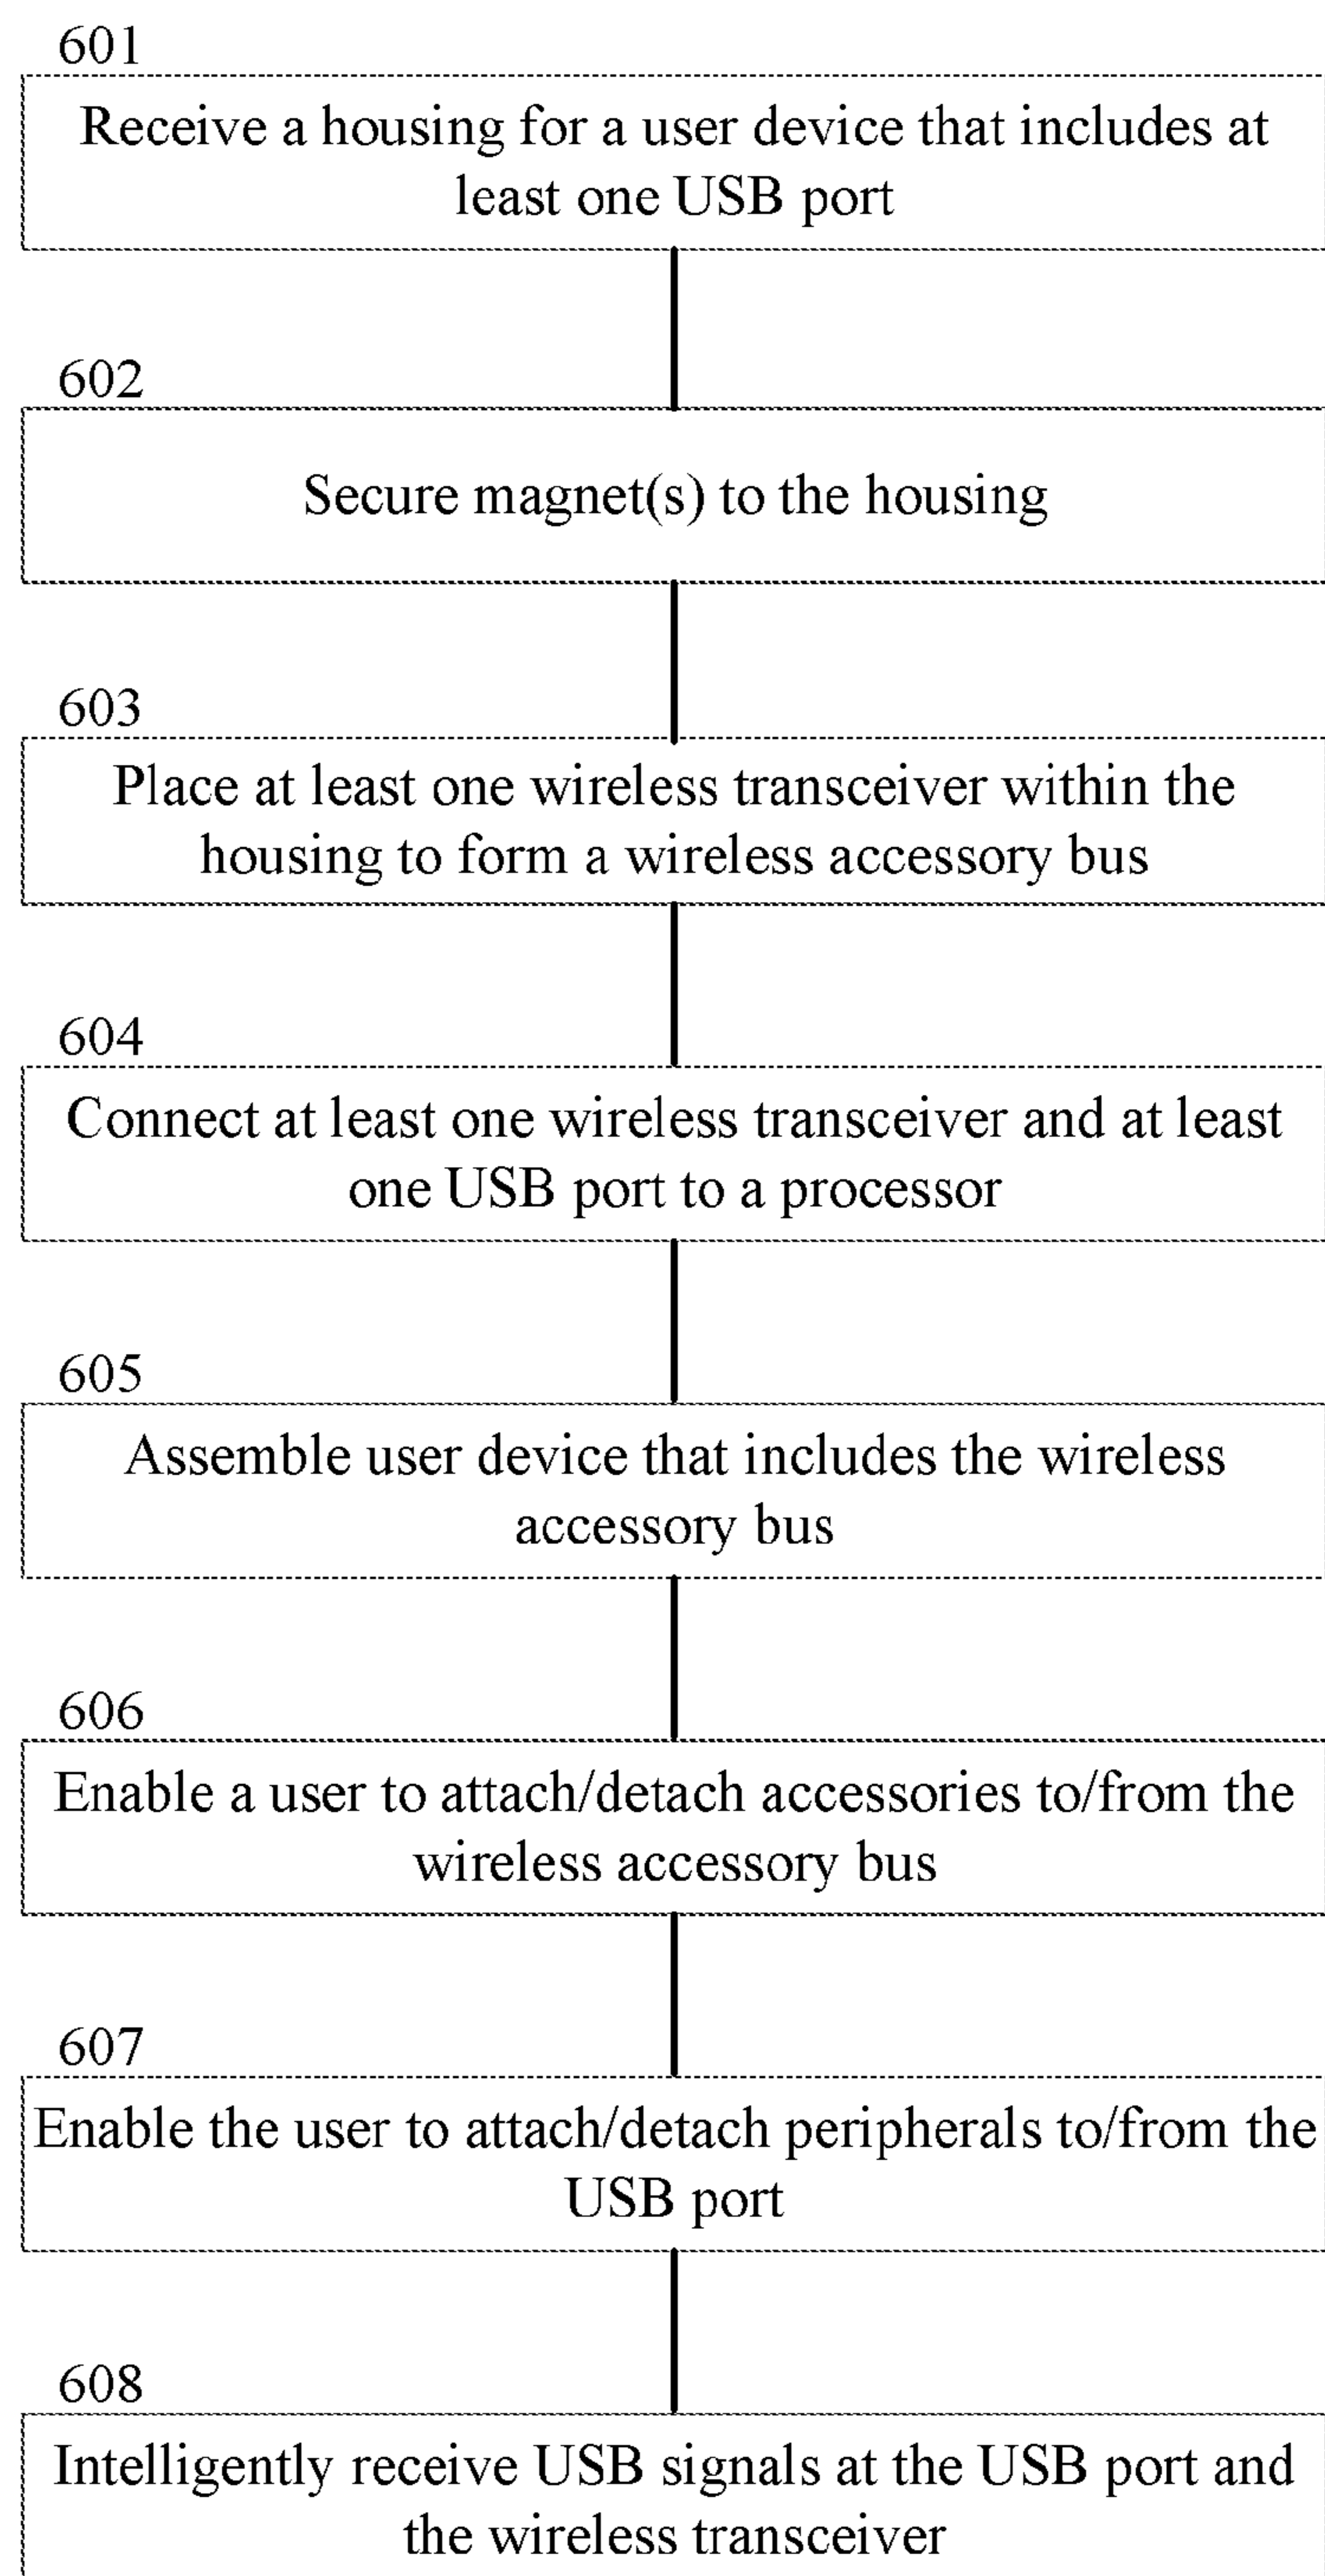 601
Receive a housing for a user device that includes at
least one USB port
602
Secure magnet(s) to the housing
603
Place at least one wireless transceiver within the
housing to form a wireless accessory bus
604
Connect at least one wireless transceiver and at least
one USB port to a processor
605
Assemble user device that includes the wireless
accessory bus
606
Enable a user to attach/detach accessories to/from the
wireless accessory bus
607
Enable the user to attach/detach peripherals to/from the
USB port
608
Intelligently receive USB signals at the USB port and
the wireless transceiver